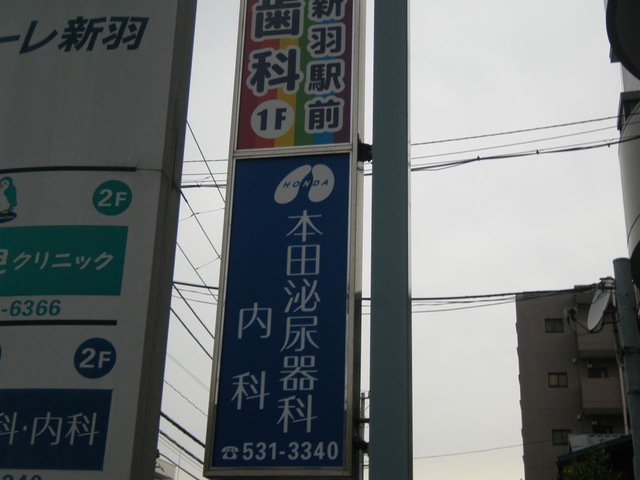 ーレ新羽
2F
クリニック
-6366
2F
科・内科
新羽駅前
歯科
1F
HONDA
本田泌尿器科
内科
☎531-3340